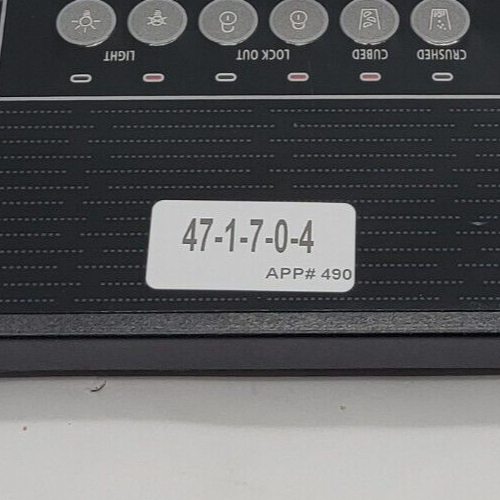 LIGHT LOCK OUT CUBED CRUSHED
47-1-7-0-4
APP# 490